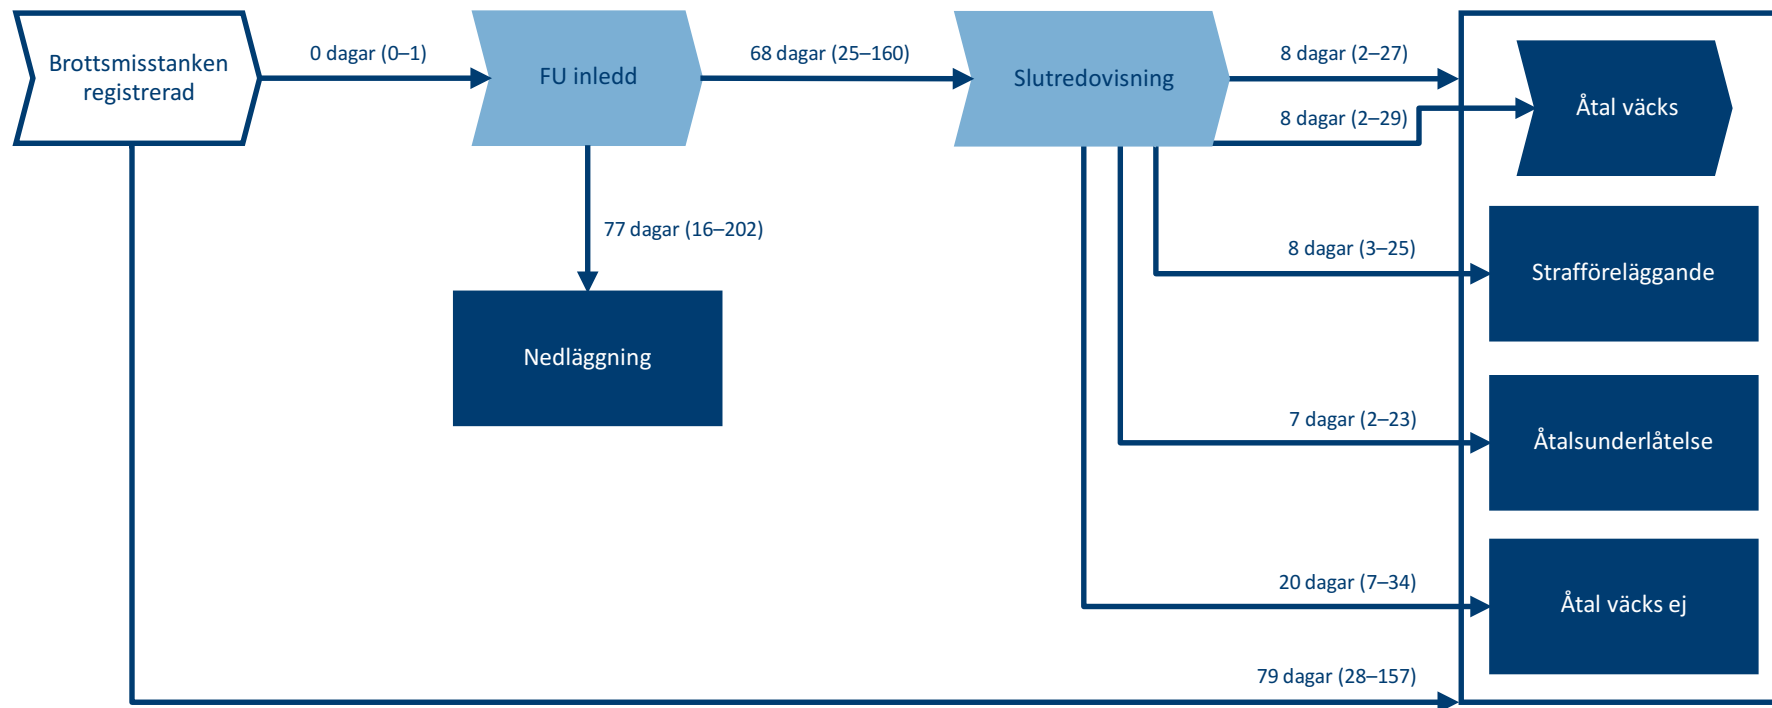 Brottsmisstanken
registrerad
0 dagar (0–1)
FU inledd
68 dagar (25–160)
Slutredovisning
8 dagar (2–27)
8 dagar (2–29)
Åtal väcks
77 dagar (16–202)
8 dagar (3–25)
Strafföreläggande
Nedläggning
7 dagar (2–23)
Åtalsunderlåtelse
20 dagar (7–34)
Åtal väcks ej
79 dagar (28–157)